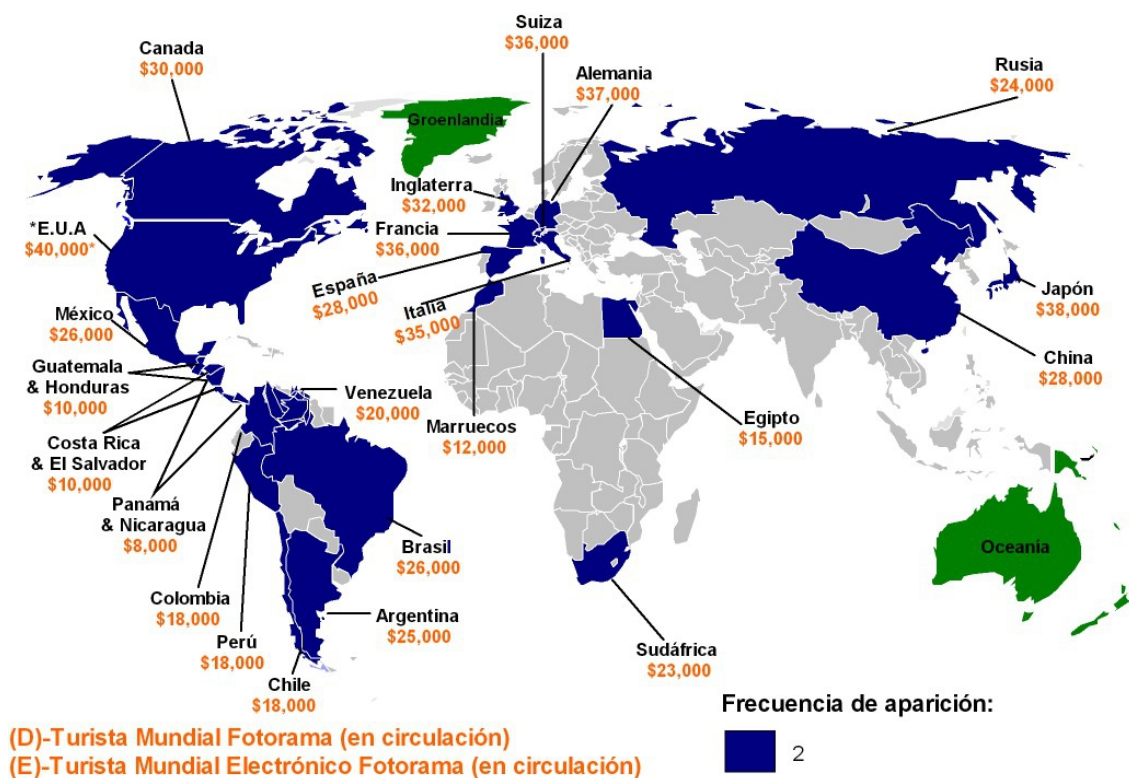 Suiza
$36,000
Canada
$30,000
Alemania
$37,000
Rusia
$24,000
Groenlandia
Inglaterra
$32,000
*E.U.A
$40,000*
Francia
$36,000
España
$28,000
Italia
$35,000
Japón
$38,000
México
$26,000
China
$28,000
Guatemala
& Honduras
$10,000
Venezuela
$20,000
Marruecos
$12,000
Egipto
$15,000
Costa Rica
& El Salvador
$10,000
Panamá
& Nicaragua
$8,000
Brasil
$26,000
Oceanía
Colombia
$18,000
Argentina
$25,000
Perú
$18,000
Sudáfrica
$23,000
Chile
$18,000
Frecuencia de aparición:
2
(D)-Turista Mundial Fotorama (en circulación)
(E)-Turista Mundial Electrónico Fotorama (en circulación)